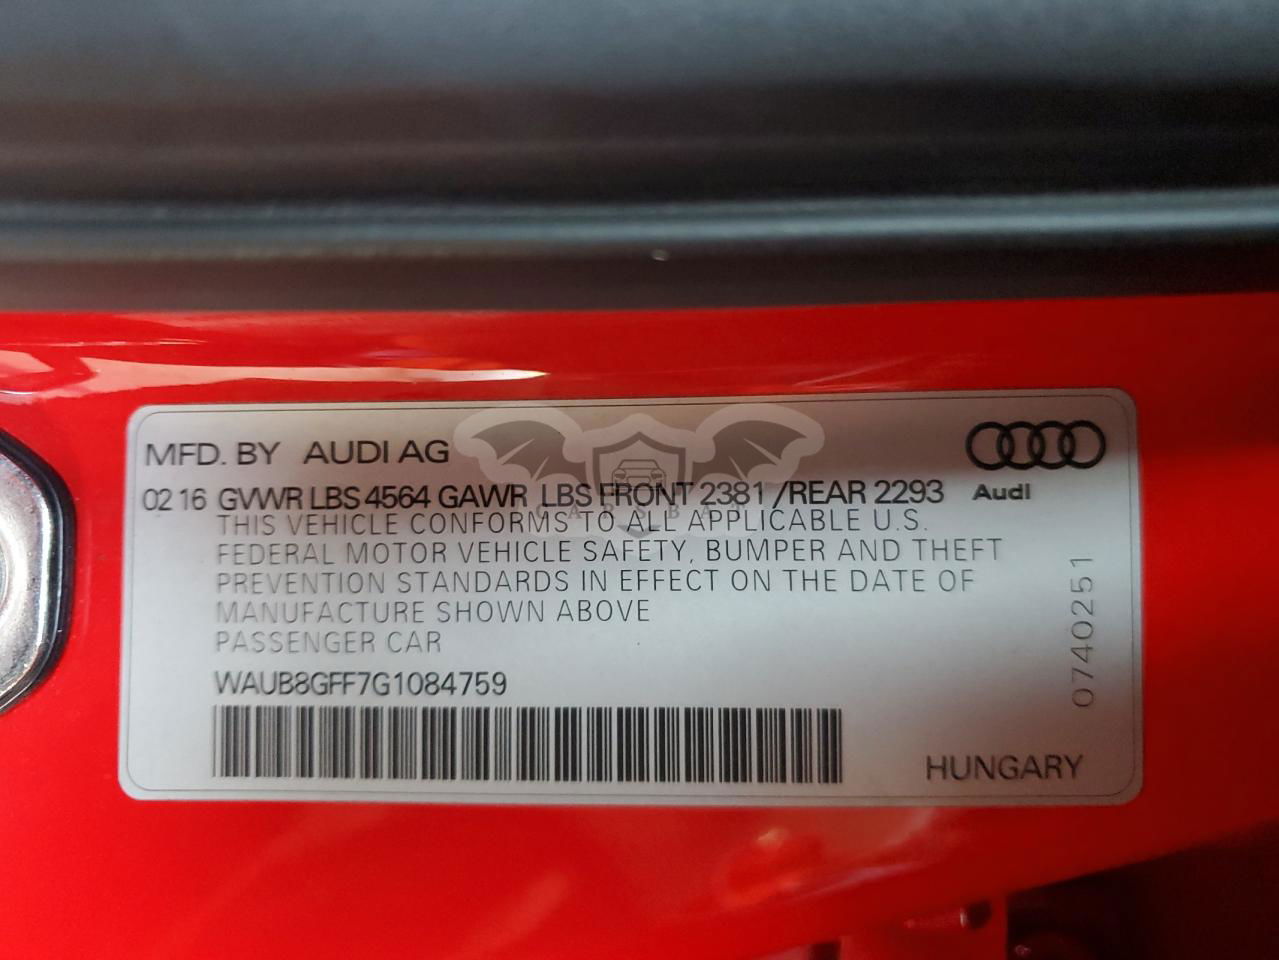 MFD. BY AUDI AG
02 16 GVWR LBS 4564 GAWR LBS FRONT 2381 /REAR 2293
Audi
THIS VEHICLE CONFORMS TO ALL APPLICABLE U.S.
FEDERAL MOTOR VEHICLE SAFETY, BUMPER AND THEFT
PREVENTION STANDARDS IN EFFECT ON THE DATE OF
MANUFACTURE SHOWN ABOVE
PASSENGER CAR
WAUB8GFF7G1084759
HUNGARY
0740251